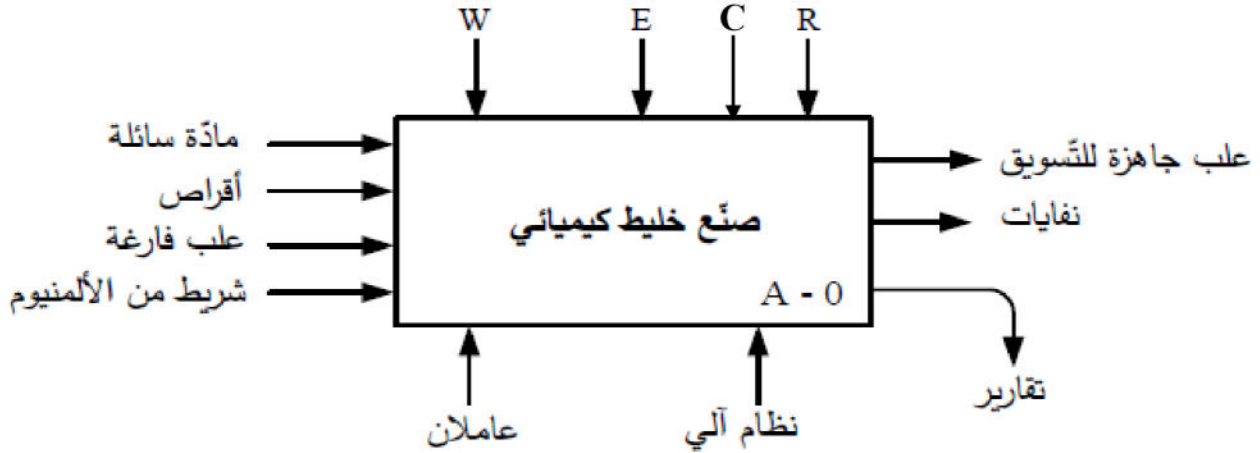 W E C R
مادّة سائلة
أقراص
علب فارغة
شريط من الألمنيوم
صنّع خليط كيميائي
A - 0
علب جاهزة للتّسويق
نفايات
تقارير
عاملان
نظام آلي